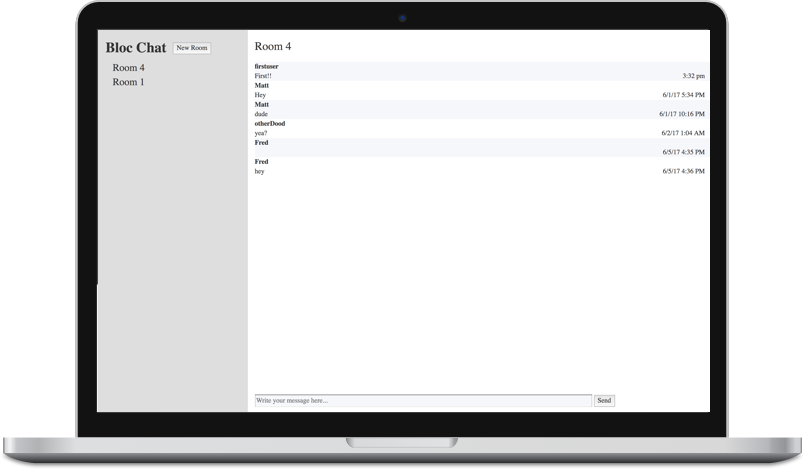 Bloc Chat New Room
Room 4
Room 1
Room 4
firstuser
First!! 3:32 pm
Matt
Hey 6/1/17 5:34 PM
Matt
dude 6/1/17 10:16 PM
otherDood
yea? 6/2/17 1:04 AM
Fred
6/5/17 4:35 PM
Fred
hey 6/5/17 4:36 PM
Write your message here... Send